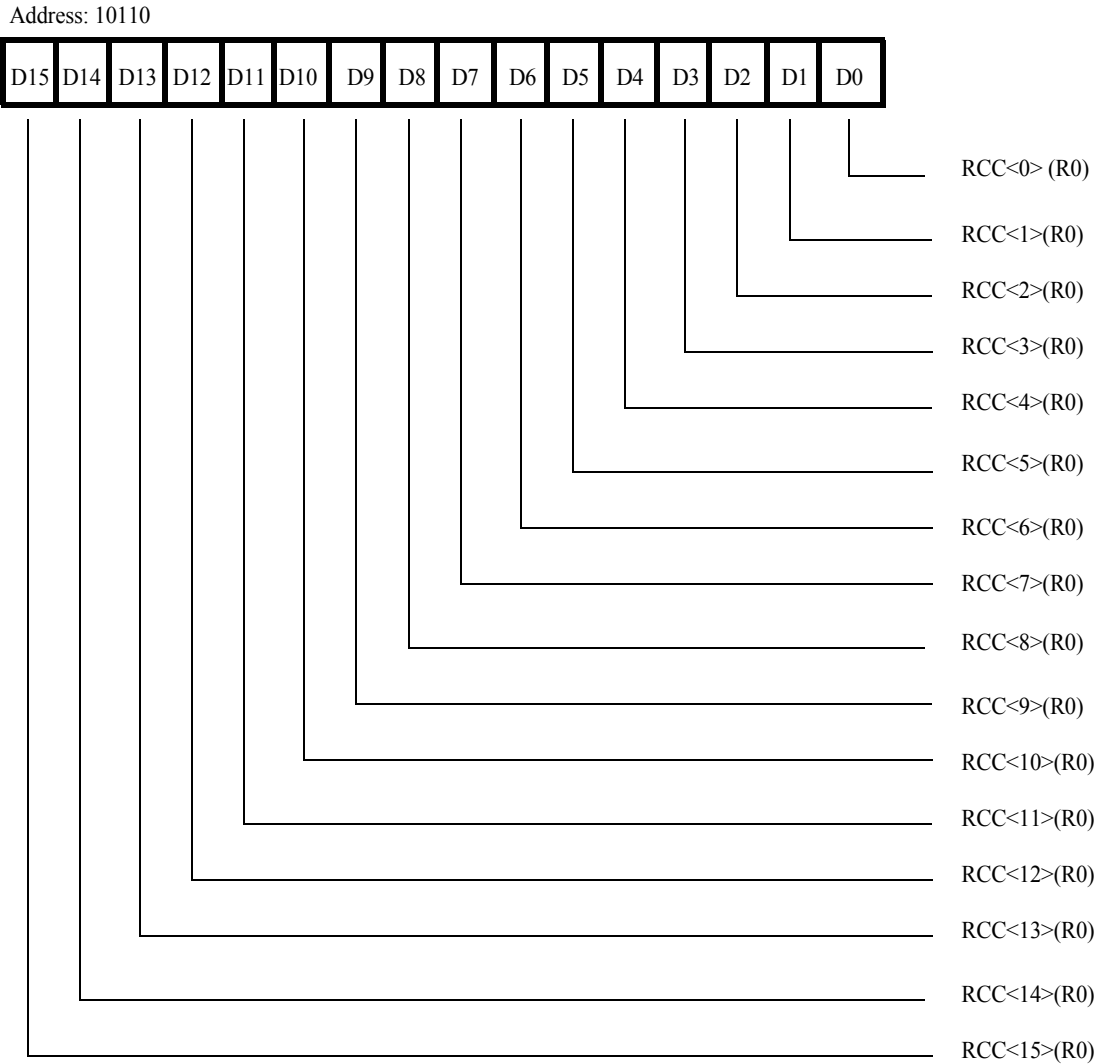 Address: 10110
D15 D14 D13 D12 D11 D10 D9 D8 D7 D6 D5 D4 D3 D2 D1 D0
RCC<0> (R0)
RCC<1>(R0)
RCC<2>(R0)
RCC<3>(R0)
RCC<4>(R0)
RCC<5>(R0)
RCC<6>(R0)
RCC<7>(R0)
RCC<8>(R0)
RCC<9>(R0)
RCC<10>(R0)
RCC<11>(R0)
RCC<12>(R0)
RCC<13>(R0)
RCC<14>(R0)
RCC<15>(R0)